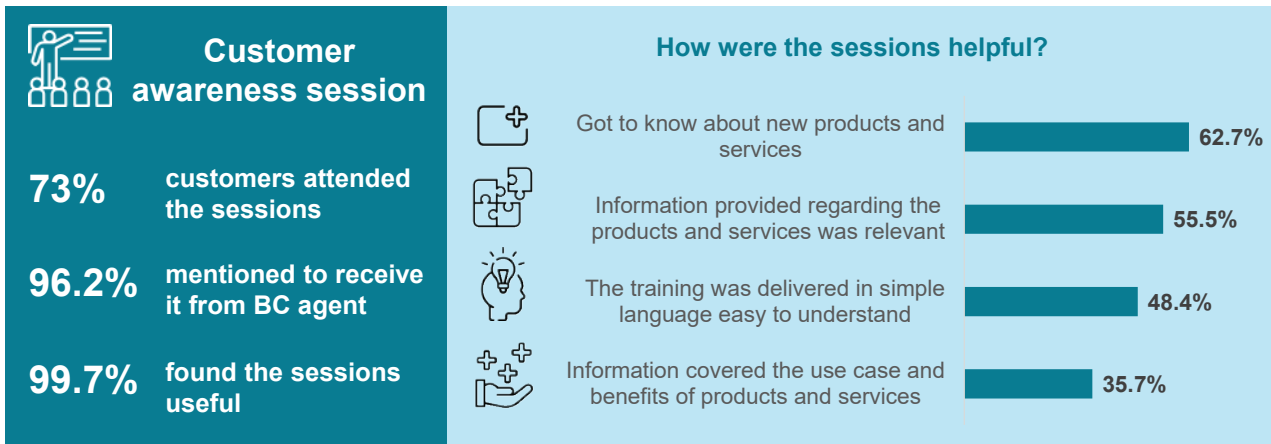 Customer
awareness session
73%
customers attended
the sessions
96.2%
mentioned to receive
it from BC agent
99.7%
found the sessions
useful
How were the sessions helpful?
Got to know about new products and
services
62.7%
Information provided regarding the
products and services was relevant
55.5%
The training was delivered in simple
language easy to understand
48.4%
Information covered the use case and
benefits of products and services
35.7%